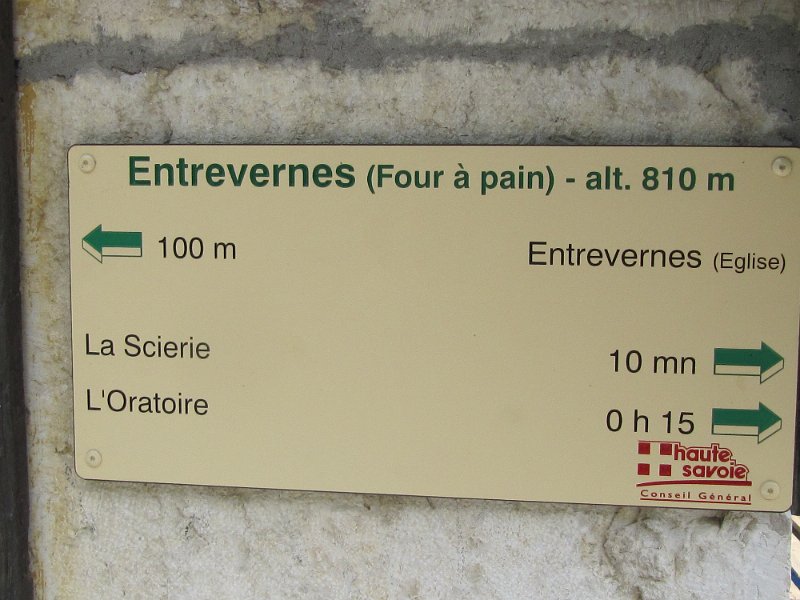 Entrevernes (Four à pain) - alt. 810 m
100 m Entrevernes (Eglise)
La Scierie 10 mn
L'Oratoire 0 h 15
haute
savoie
Conseil Général